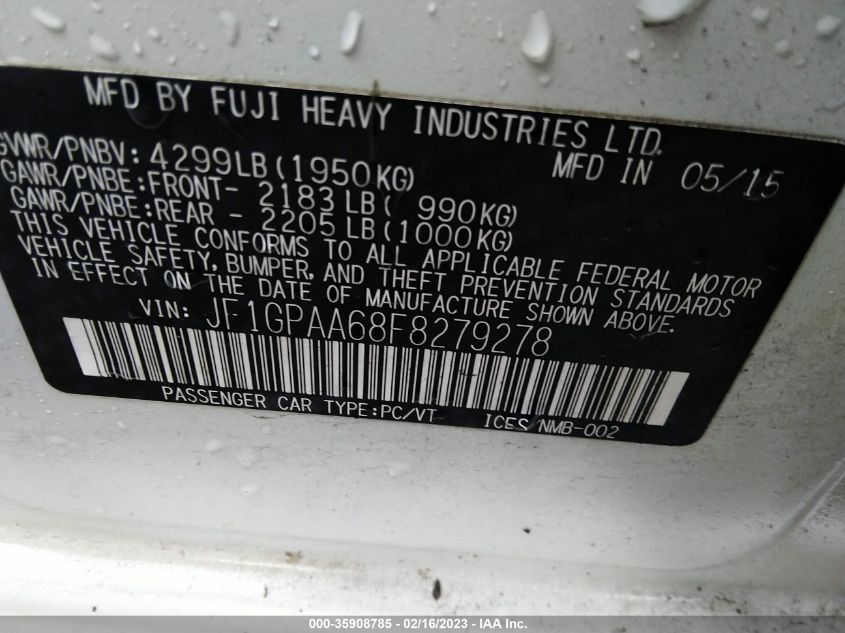 MFD BY FUJI HEAVY INDUSTRIES LTD.
GVWR/PNBV: 4299LB(1950KG) MFD IN 05/15
GAWR/PNBE:FRONT- 2183LB( 990KG)
GAWR/PNBE:REAR - 2205LB(1000KG)
THIS VEHICLE CONFORMS TO ALL APPLICABLE FEDERAL MOTOR
VEHICLE SAFETY, BUMPER, AND THEFT PREVENTION STANDARDS
IN EFFECT ON THE DATE OF MANUFACTURE SHOWN ABOVE.
VIN: JF1GPAA68F8279278
PASSENGER CAR TYPE:PC/VT ICES/NMB-002
000-35908785 - 02/16/2023 - IAA Inc.